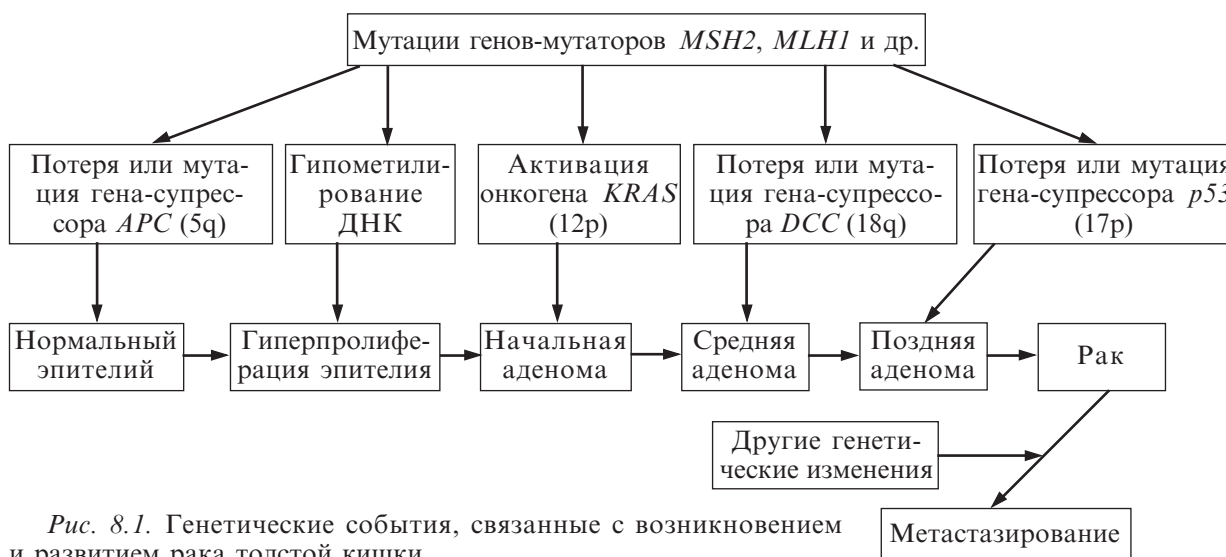 Мутации генов-мутаторов MSH2, MLH1 и др.
Потеря или мута-
ция гена-супрес-
сора APC (5q)
Гипометили-
рование
ДНК
Активация
онкогена KRAS
(12p)
Потеря или мута-
ция гена-супрессо-
ра DCC (18q)
Потеря или мутация
гена-супрессора p53
(17p)
Нормальный
эпителий
Гиперпролифе-
рация эпителия
Начальная
аденома
Средняя
аденома
Поздняя
аденома
Рак
Другие генети-
ческие изменения
Метастазирование
Рис. 8.1. Генетические события, связанные с возникновением
и развитием рака толстой кишки